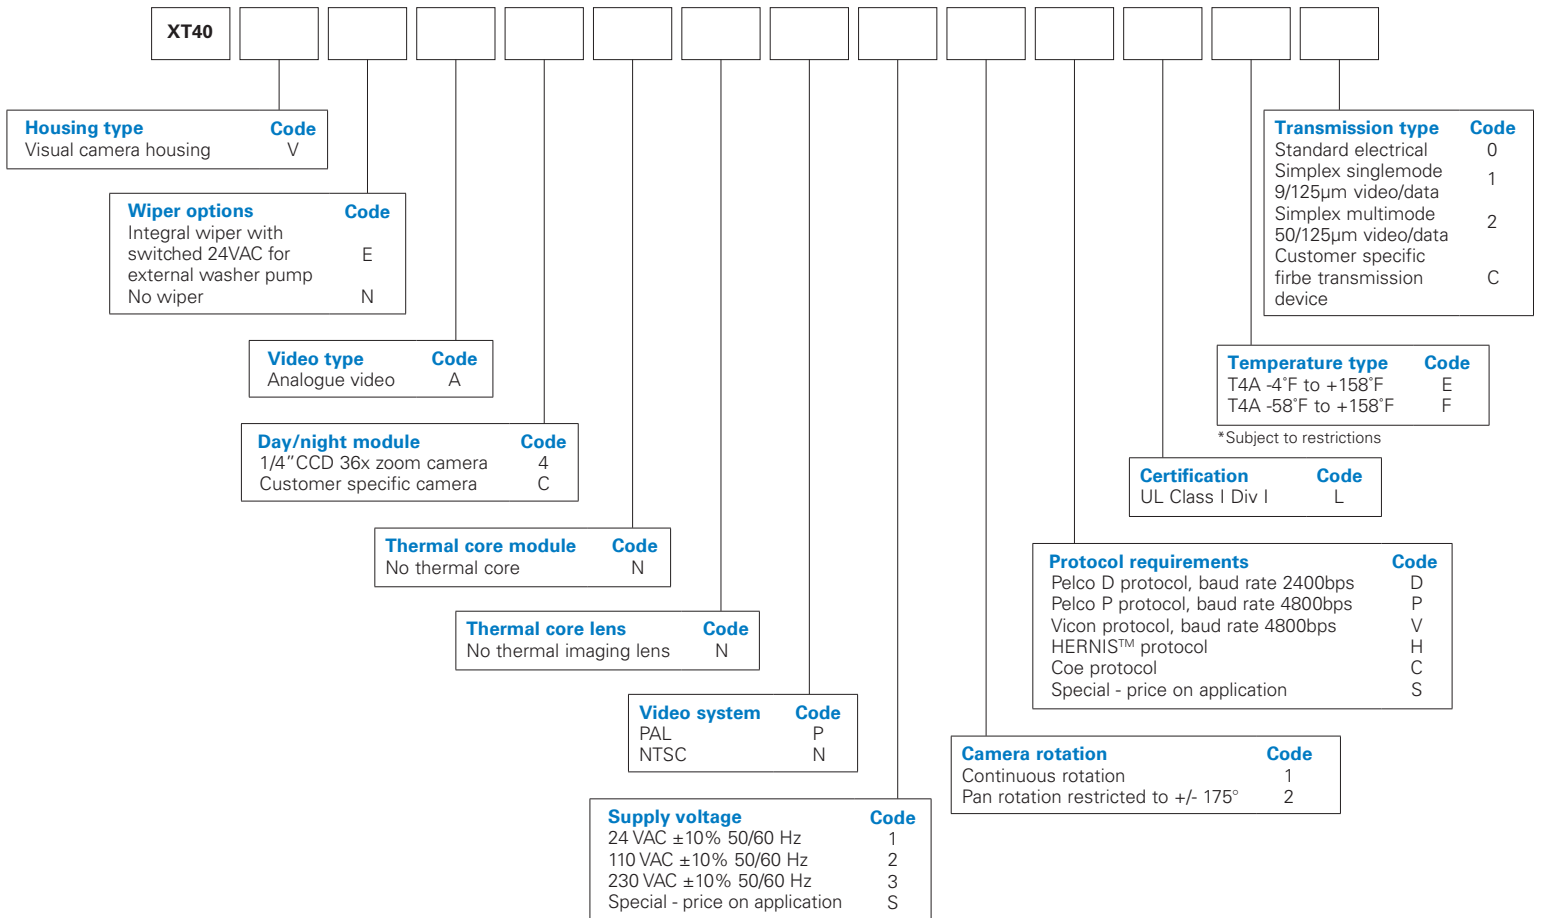 XT40
Housing type Code
Visual camera housing V
Wiper options Code
Integral wiper with
switched 24VAC for E
external washer pump
No wiper N
Video type Code
Analogue video A
Day/night module Code
1/4”CCD 36x zoom camera 4
Customer specific camera C
Thermal core module Code
No thermal core N
Thermal core lens Code
No thermal imaging lens N
Video system Code
PAL P
NTSC N
Supply voltage Code
24 VAC ±10% 50/60 Hz 1
110 VAC ±10% 50/60 Hz 2
230 VAC ±10% 50/60 Hz 3
Special - price on application S
Camera rotation Code
Continuous rotation 1
Pan rotation restricted to +/- 175° 2
Protocol requirements Code
Pelco D protocol, baud rate 2400bps D
Pelco P protocol, baud rate 4800bps P
Vicon protocol, baud rate 4800bps V
HERNIS™ protocol H
Coe protocol C
Special - price on application S
Certification Code
UL Class I Div I L
Temperature type Code
T4A -4˚F to +158˚F E
T4A -58˚F to +158˚F F
*Subject to restrictions
Transmission type Code
Standard electrical 0
Simplex singlemode
9/125µm video/data 1
Simplex multimode
50/125µm video/data 2
Customer specific
firbe transmission C
device